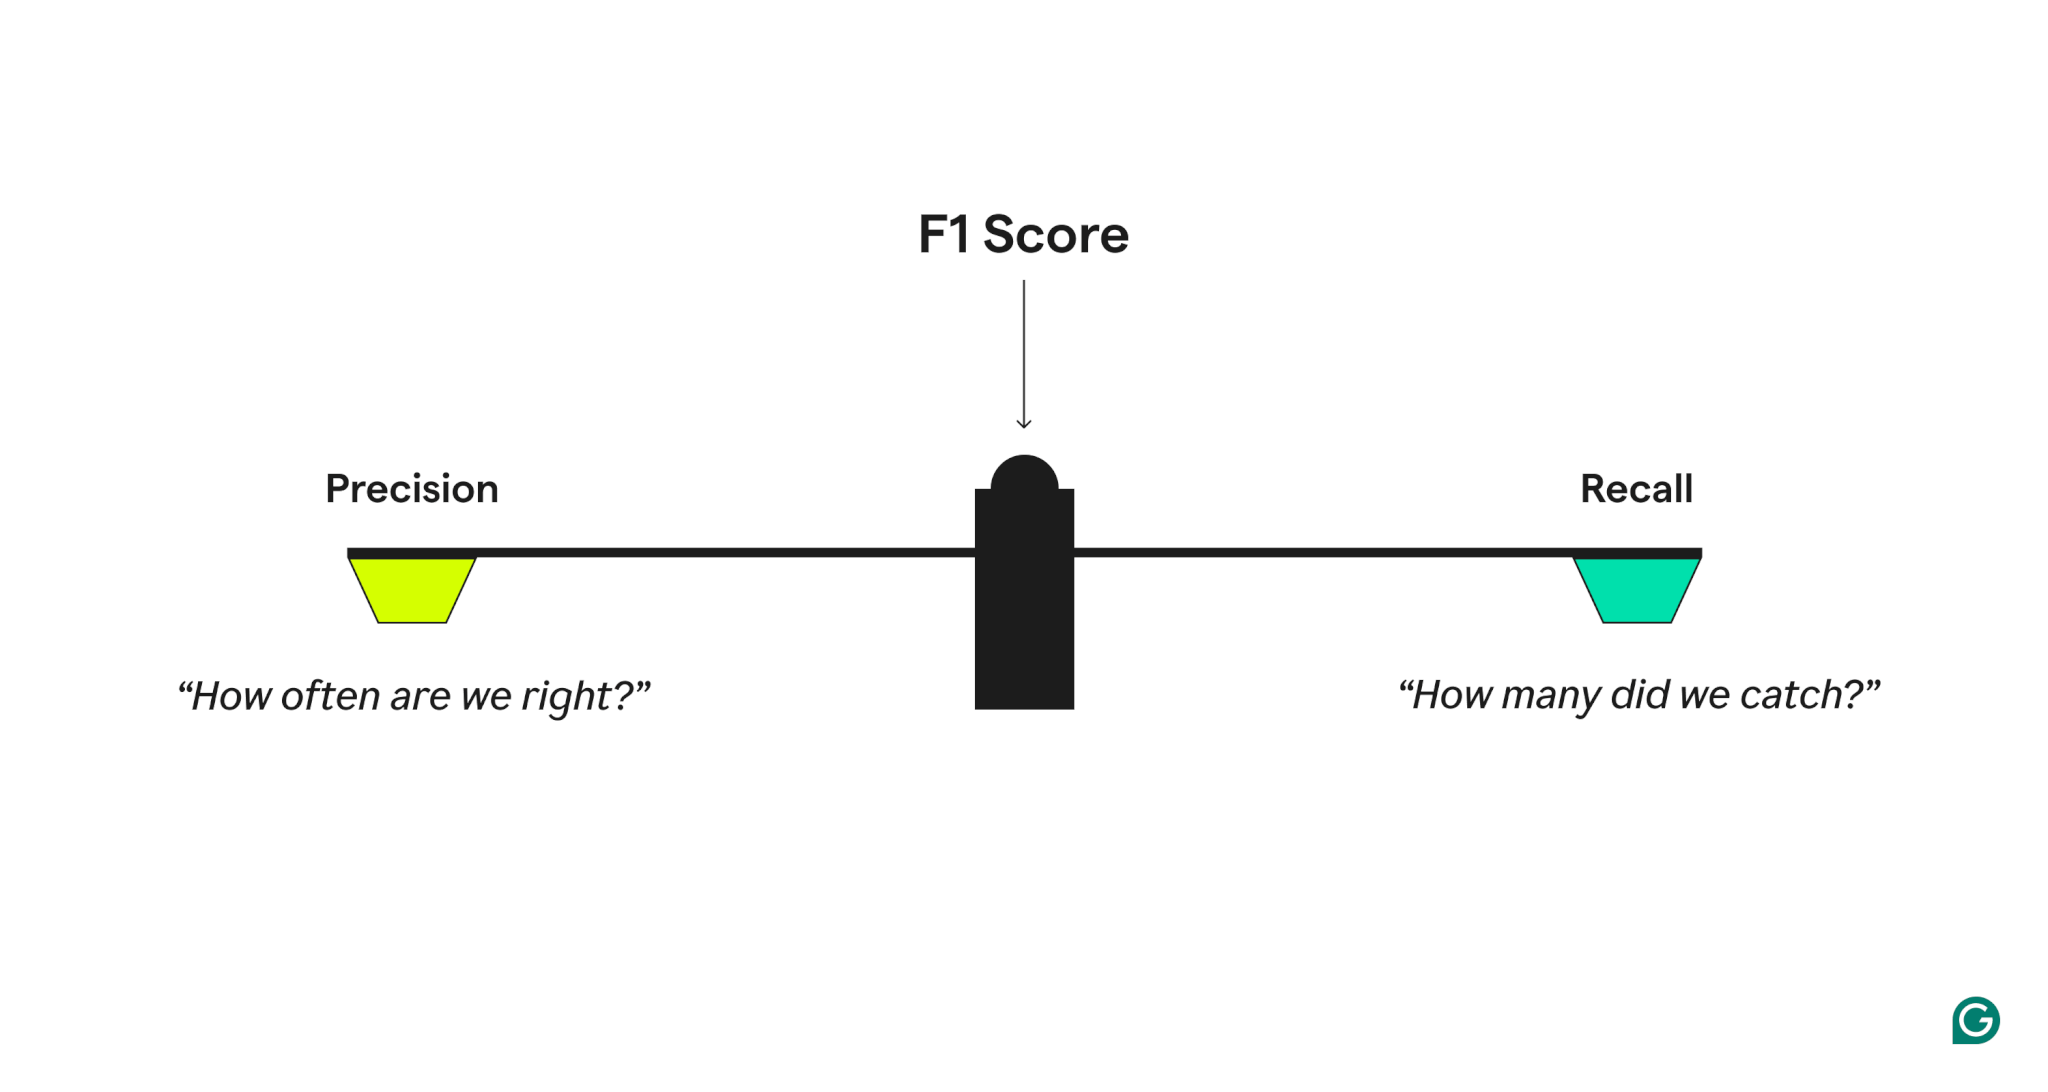 F1 Score
Precision
Recall
“How often are we right?”
“How many did we catch?”